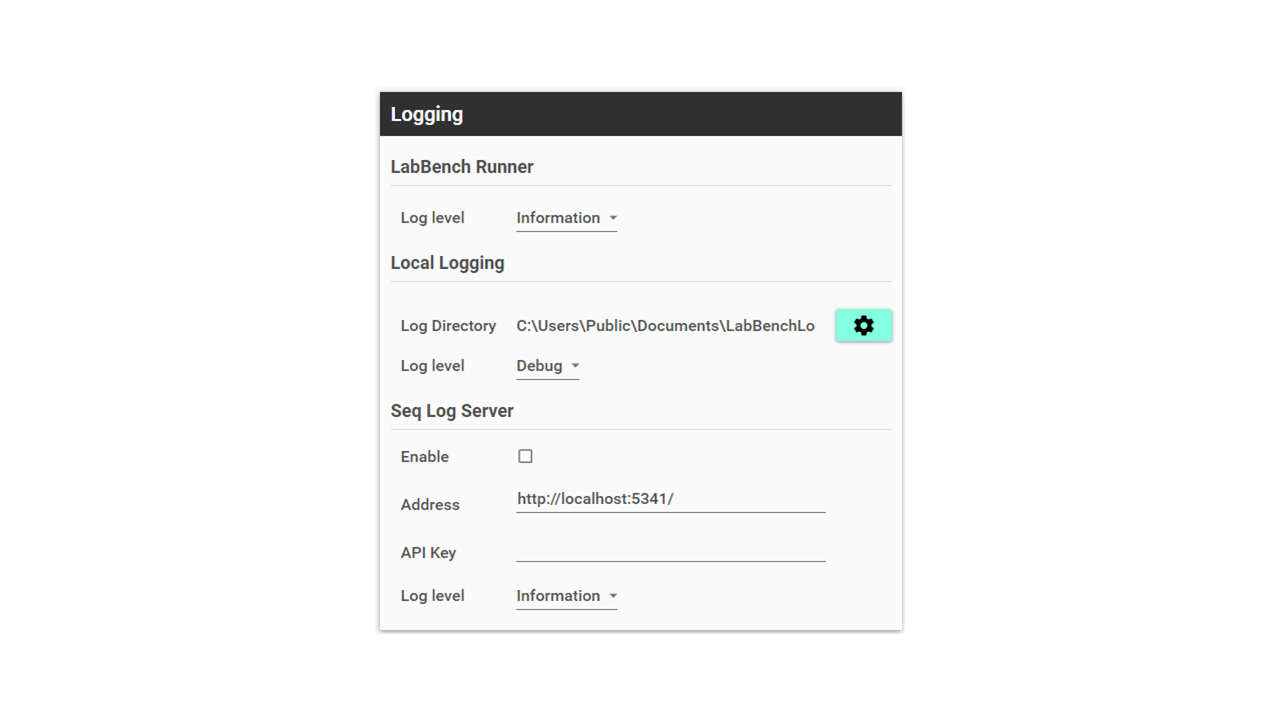 Logging
LabBench Runner
Log level Information
Local Logging
Log Directory C:\Users\Public\Documents\LabBenchLo
Log level Debug
Seq Log Server
Enable
Address http://localhost:5341/
API Key
Log level Information